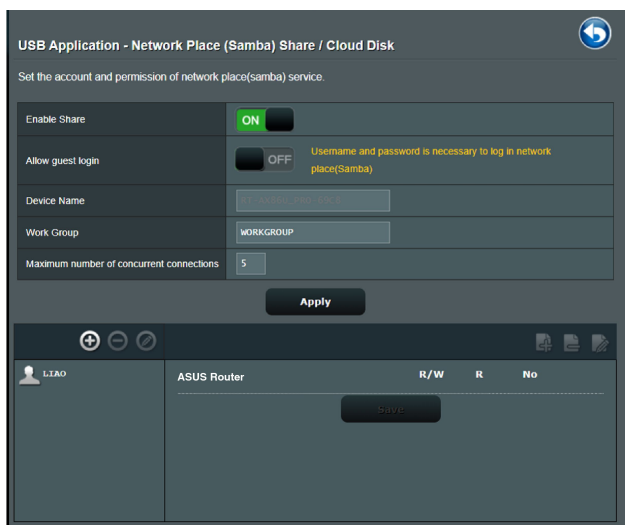 USB Application - Network Place (Samba) Share / Cloud Disk
Set the account and permission of network place(samba) service.
Enable Share ON
Allow guest login OFF Username and password is necessary to log in network
place(Samba)
Device Name
Work Group WORKGROUP
Maximum number of concurrent connections 5
Apply
LIAO
ASUS Router R/W R No
Save